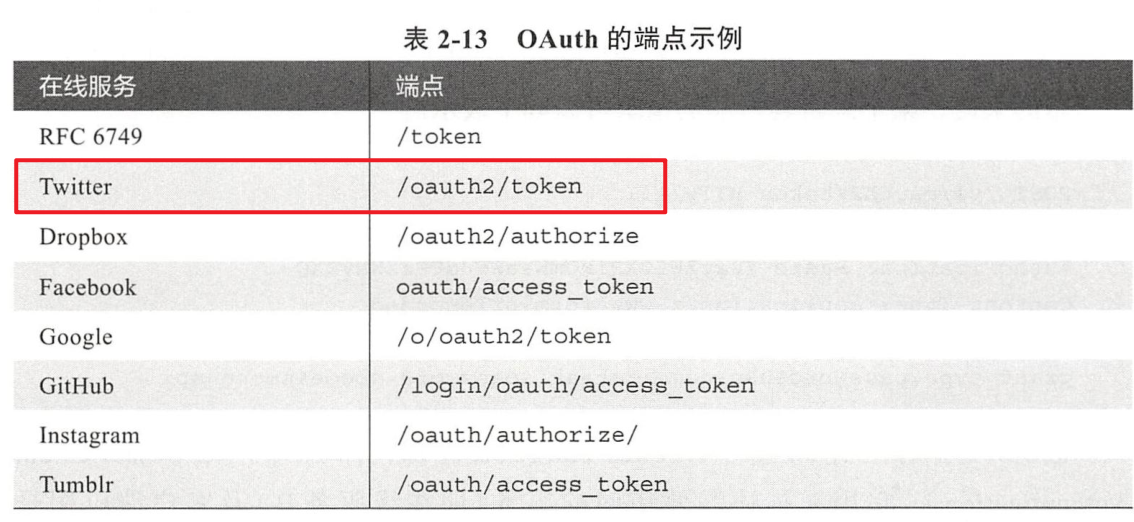 表 2-13 OAuth 的端点示例
在线服务 端点
RFC 6749 /token
Twitter /oauth2/token
Dropbox /oauth2/authorize
Facebook oauth/access_token
Google /o/oauth2/token
GitHub /login/oauth/access_token
Instagram /oauth/authorize/
Tumblr /oauth/access_token